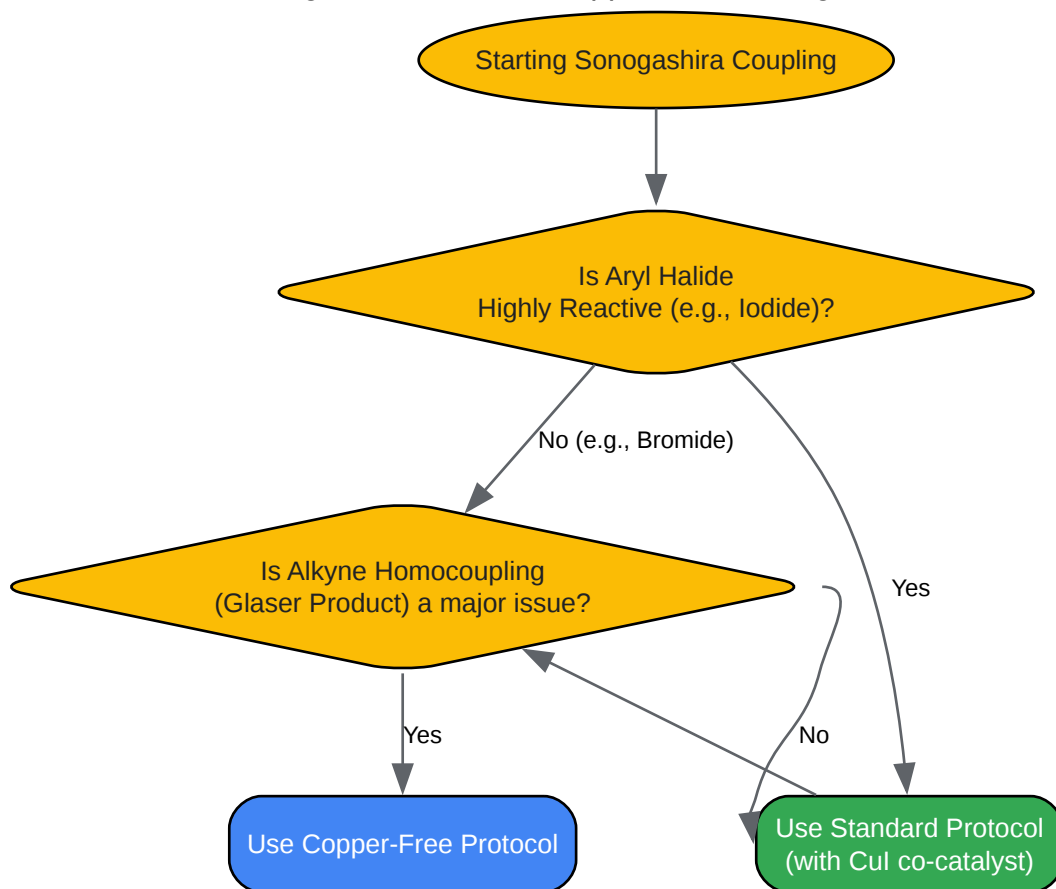 Starting Sonogashira Coupling
Is Aryl Halide
Highly Reactive (e.g., Iodide)?
No (e.g., Bromide)
Is Alkyne Homocoupling
(Glaser Product) a major issue?
Yes
Yes
No
Use Copper-Free Protocol
Use Standard Protocol
(with CuI co-catalyst)